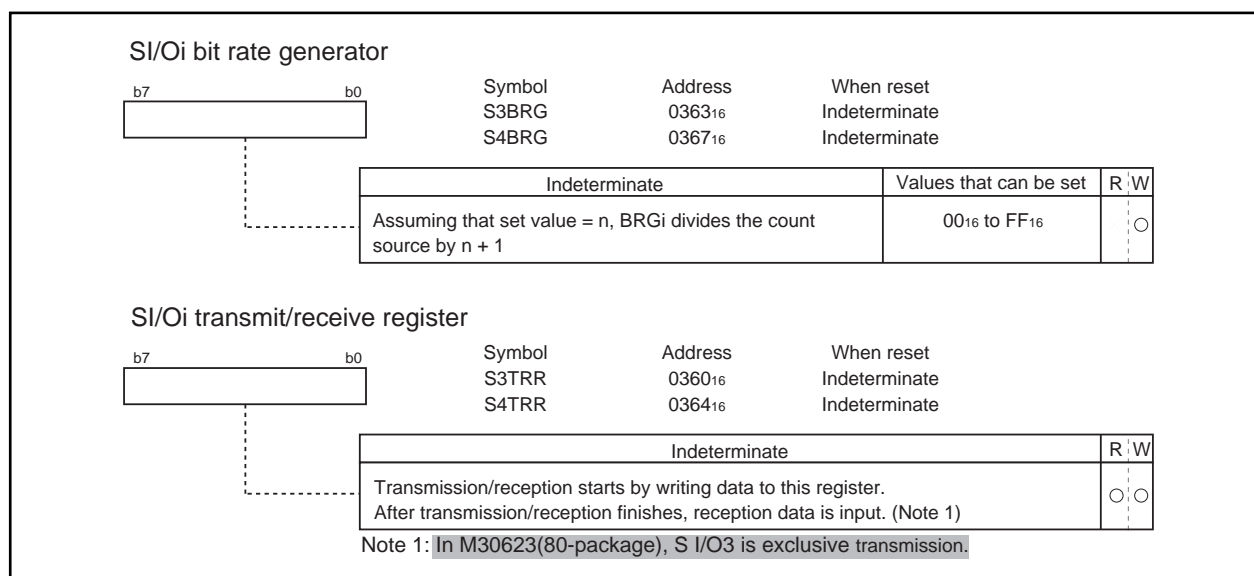 SI/Oi bit rate generator
b7 b0
Symbol Address When reset
S3BRG 036316 Indeterminate
S4BRG 036716 Indeterminate
Indeterminate Values that can be set R W
Assuming that set value = n, BRGi divides the count 0016 to FF16
source by n + 1
SI/Oi transmit/receive register
b7 b0
Symbol Address When reset
S3TRR 036016 Indeterminate
S4TRR 036416 Indeterminate
Indeterminate R W
Transmission/reception starts by writing data to this register.
After transmission/reception finishes, reception data is input. (Note 1)
Note 1: In M30623(80-package), S I/O3 is exclusive transmission.